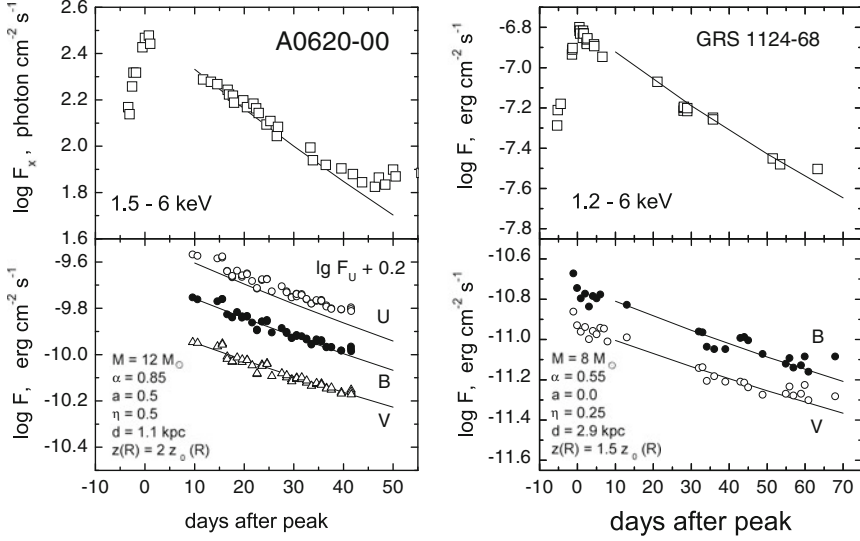 A0620-00
log Fₓ , photon cm⁻² s⁻¹
2.6
2.4
2.2
2.0
1.8
1.6
1.5 - 6 keV
GRS 1124-68
log F, erg cm⁻² s⁻¹
-6.8
-7.0
-7.2
-7.4
-7.6
-7.8
1.2 - 6 keV
lg F_U + 0.2
log F, erg cm⁻² s⁻¹
-9.6
-9.8
-10.0
-10.2
-10.4
U
B
V
M = 12 M☉
α = 0.85
a = 0.5
η = 0.5
d = 1.1 kpc
z(R) = 2 z₀ (R)
-10 0 10 20 30 40 50
days after peak
log F, erg cm⁻² s⁻¹
-10.6
-10.8
-11.0
-11.2
-11.4
-11.6
B
V
M = 8 M☉
α = 0.55
a = 0.0
η = 0.25
d = 2.9 kpc
z(R) = 1.5 z₀ (R)
-10 0 10 20 30 40 50 60 70
days after peak